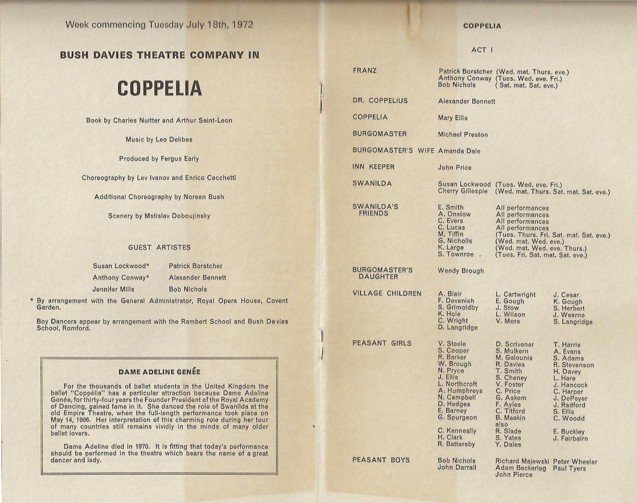 Week commencing Tuesday July 18th, 1972
BUSH DAVIES THEATRE COMPANY IN
COPPELIA
Book by Charles Nuitter and Arthur Saint-Leon
Music by Leo Delibes
Produced by Fergus Early
Choreography by Lev Ivanov and Enrico Cecchetti
Additional Choreography by Noreen Bush
Scenery by Mstislav Doboujinsky
GUEST ARTISTES
Susan Lockwood* Patrick Borstcher
Anthony Conway* Alexander Bennett
Jennifer Mills Bob Nichols
* By arrangement with the General Administrator, Royal Opera House, Covent
Garden.
Boy Dancers appear by arrangement with the Rambert School and Bush Davies
School, Romford.
DAME ADELINE GENÉE
For the thousands of ballet students in the United Kingdom the
ballet "Coppélia" has a particular attraction because Dame Adeline
Genée, for thirty-four years the Founder President of the Royal Academy
of Dancing, gained fame in it. She danced the role of Swanilda at the
old Empire Theatre, when the full-length performance took place on
May 14, 1906. Her interpretation of this charming role during her tour
of many countries still remains vividly in the minds of many older
ballet lovers.
Dame Adeline died in 1970. It is fitting that today's performance
should be performed in the theatre which bears the name of a great
dancer and lady.
COPPELIA
ACT I
FRANZ Patrick Borstcher (Wed. mat. Thurs. eve.)
Anthony Conway (Tues. Wed. eve. Fri.)
Bob Nichols ( Sat. mat. Sat. eve.)
DR. COPPELIUS Alexander Bennett
COPPELIA Mary Ellis
BURGOMASTER Michael Preston
BURGOMASTER'S WIFE Amanda Dale
INN KEEPER John Price
SWANILDA Susan Lockwood (Tues. Wed. eve. Fri.)
Cherry Gillespie (Wed. mat. Thurs. Sat. mat. Sat. eve.)
SWANILDA'S FRIENDS E. Smith All performances
A. Onslow All performances
C. Evers All performances
C. Lucas All performances
M. Tiffin (Tues. Thurs. Fri. Sat. mat. Sat. eve.)
G. Nicholls (Wed. mat. Wed. eve.)
K. Large (Wed. mat. Wed. eve. Thurs.)
S. Townroe (Tues. Fri. Sat. mat. Sat. eve.)
BURGOMASTER'S DAUGHTER Wendy Brough
VILLAGE CHILDREN A. Blair L. Cartwright J. Cesar
F. Devenish E. Gough K. Gough
S. Grimoldby J. Stow S. Herbert
K. Hole L. Wilson J. Wearne
C. Wright V. More S. Langridge
D. Langridge
PEASANT GIRLS V. Steele D. Scrivener T. Harris
S. Cooper S. Mulkern A. Evans
R. Barker M. Galounis S. Adams
W. Brough R. Davies R. Stevenson
N. Pryce T. Smith H. Davey
J. Ellis S. Cheney L. Hare
L. Northcroft V. Foster J. Hancock
A. Humphreys C. Price C. Harper
N. Campbell G. Askem J. DePayer
D. Hedges F. Ayles J. Radford
E. Barney C. Titford S. Ellis
G. Spurgeon B. Meakin C. Woodd
also
C. Kenneally R. Slade E. Buckley
H. Clark S. Yates J. Fairbairn
R. Battersby Y. Dales
PEASANT BOYS Bob Nichols Richard Majewski Peter Wheeler
John Darrall Adam Beckerleg Paul Tyers
John Pierce